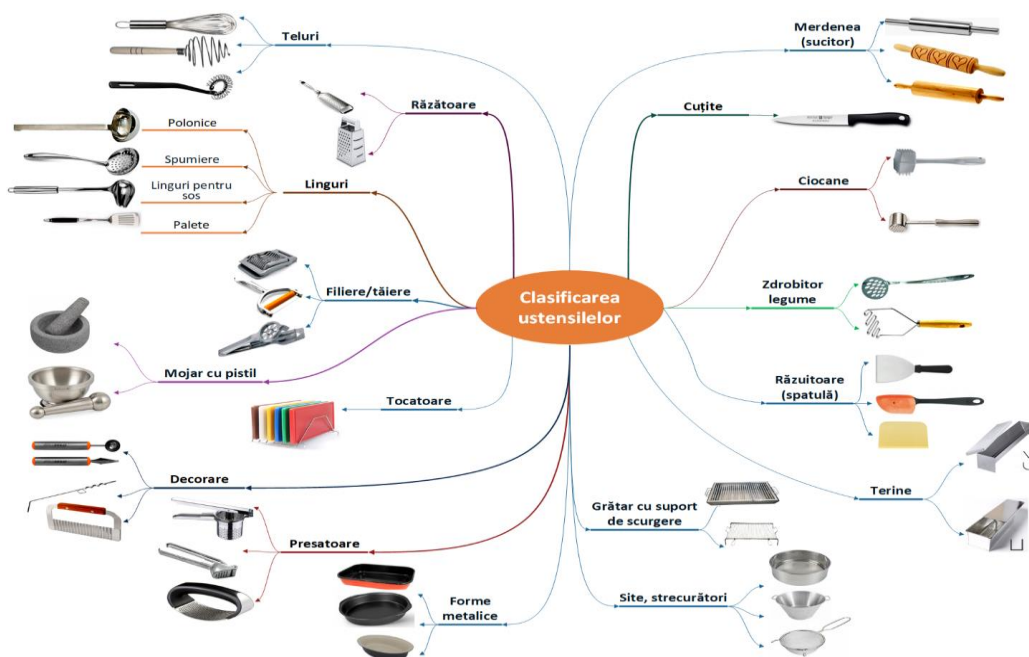 Clasificarea
ustensilelor
Teluri
Răzătoare
Linguri
Polonice
Spumiere
Linguri pentru
sos
Palete
Filiere/tăiere
Mojar cu pistil
Tocatoare
Decorare
Presatoare
Forme
metalice
Merdenea
(sucitor)
Cuțite
Ciocane
Zdrobitor
legume
Răzuitoare
(spatulă)
Terine
Grătar cu suport
de scurgere
Site, strecurători